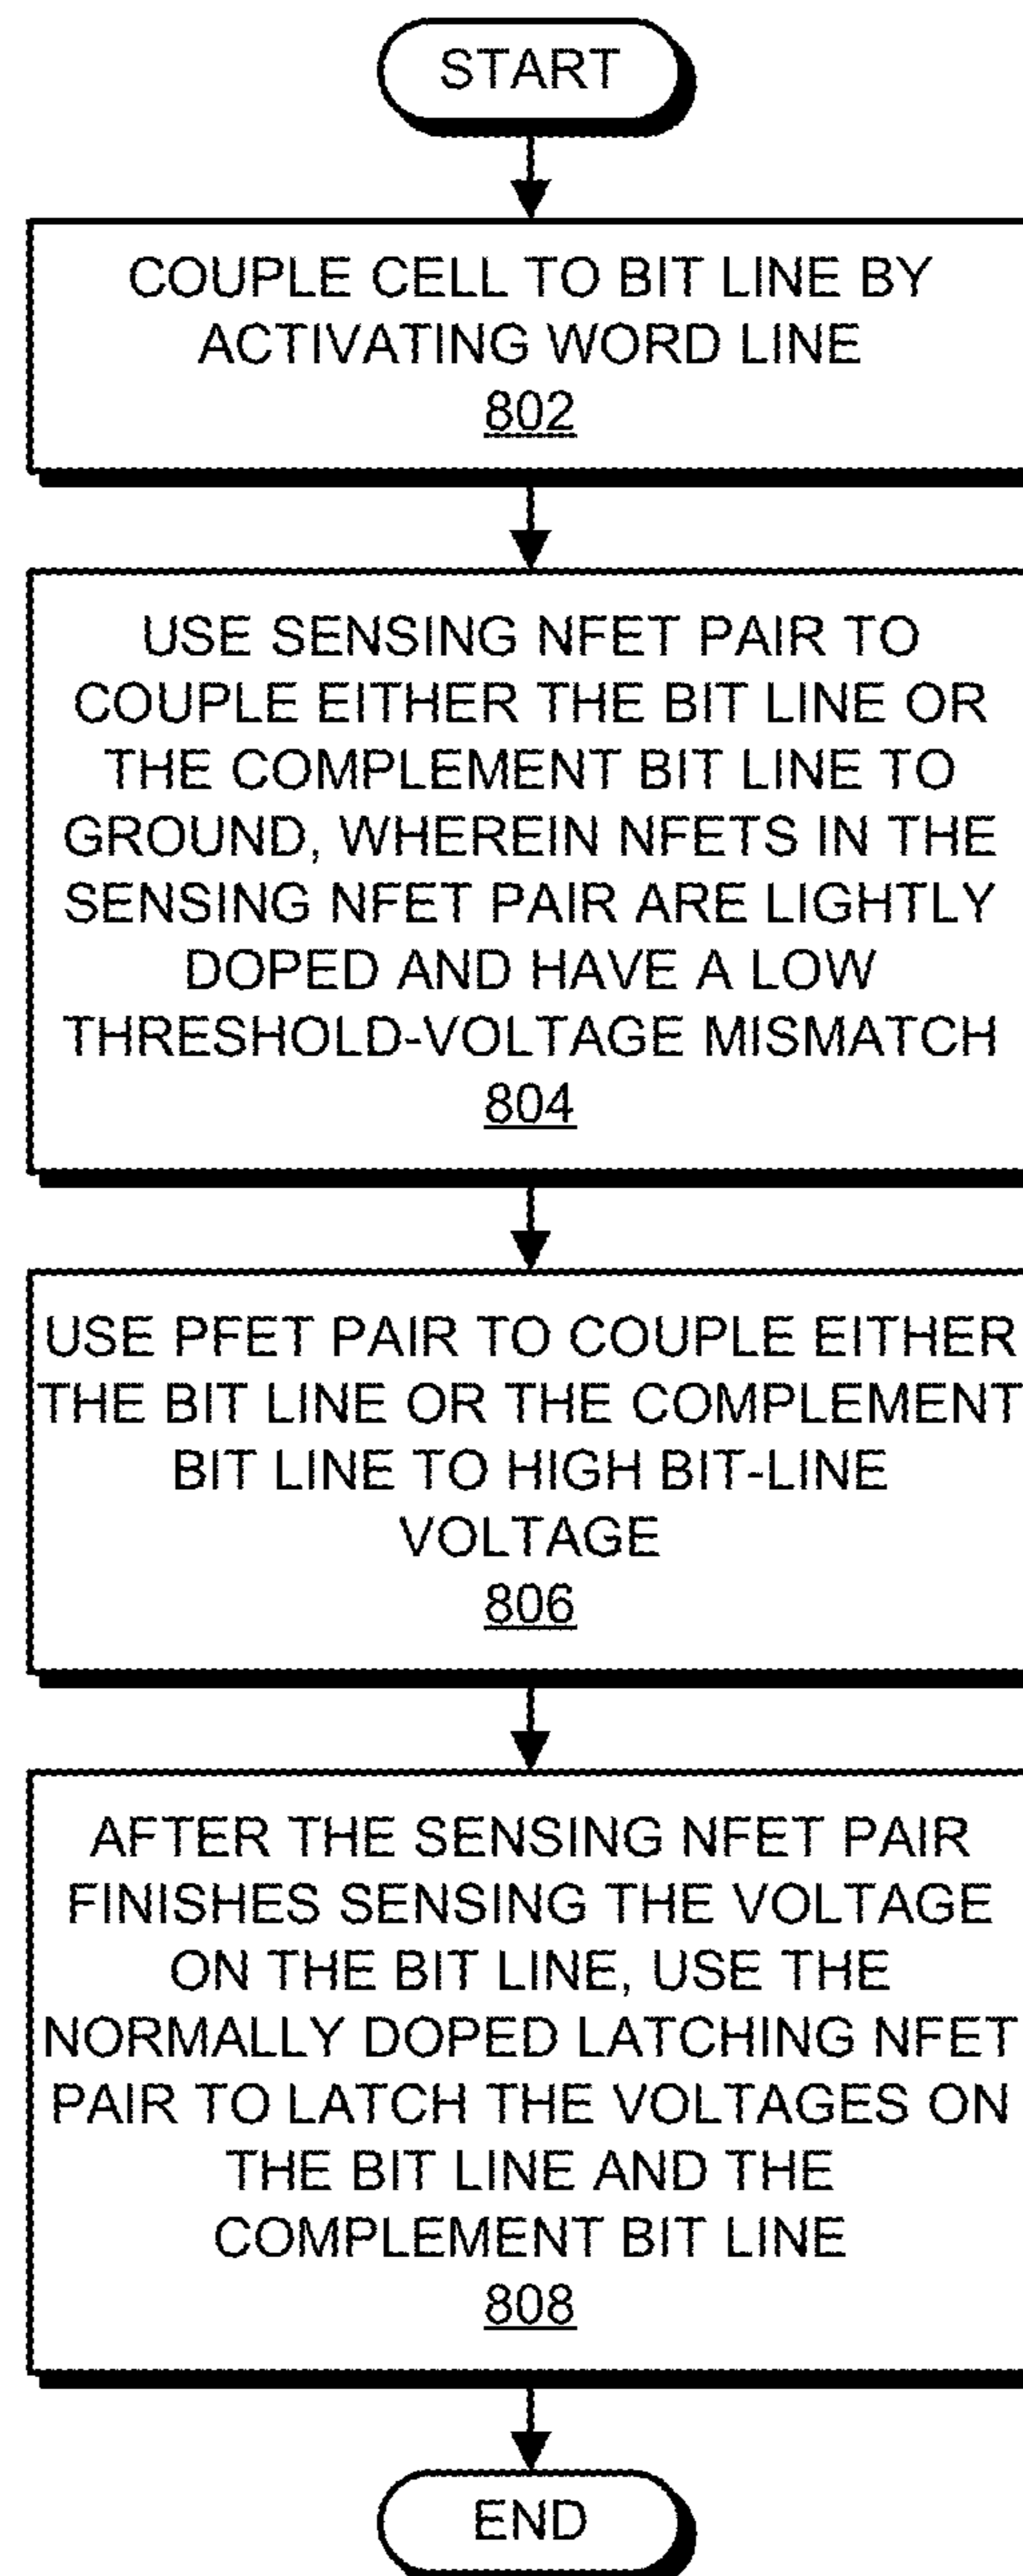 START
COUPLE CELL TO BIT LINE BY
ACTIVATING WORD LINE
802
USE SENSING NFET PAIR TO
COUPLE EITHER THE BIT LINE OR
THE COMPLEMENT BIT LINE TO
GROUND, WHEREIN NFETS IN THE
SENSING NFET PAIR ARE LIGHTLY
DOPED AND HAVE A LOW
THRESHOLD-VOLTAGE MISMATCH
804
USE PFET PAIR TO COUPLE EITHER
THE BIT LINE OR THE COMPLEMENT
BIT LINE TO HIGH BIT-LINE
VOLTAGE
806
AFTER THE SENSING NFET PAIR
FINISHES SENSING THE VOLTAGE
ON THE BIT LINE, USE THE
NORMALLY DOPED LATCHING NFET
PAIR TO LATCH THE VOLTAGES ON
THE BIT LINE AND THE
COMPLEMENT BIT LINE
808
END